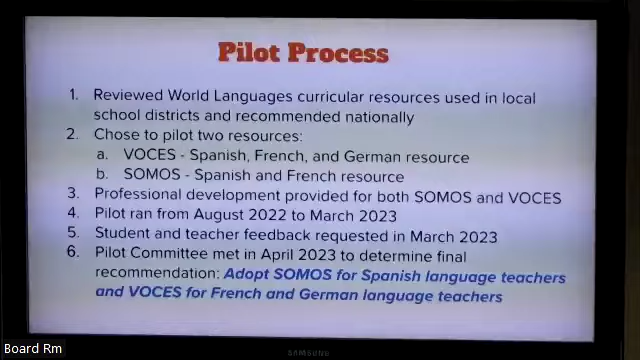 Pilot Process
1. Reviewed World Languages curricular resources used in local
school districts and recommended nationally
2. Chose to pilot two resources:
a. VOCES - Spanish, French, and German resource
b. SOMOS - Spanish and French resource
3. Professional development provided for both SOMOS and VOCES
4. Pilot ran from August 2022 to March 2023
5. Student and teacher feedback requested in March 2023
6. Pilot Committee met in April 2023 to determine final
recommendation: Adopt SOMOS for Spanish language teachers
and VOCES for French and German language teachers
SAMSUNG
Board Rm